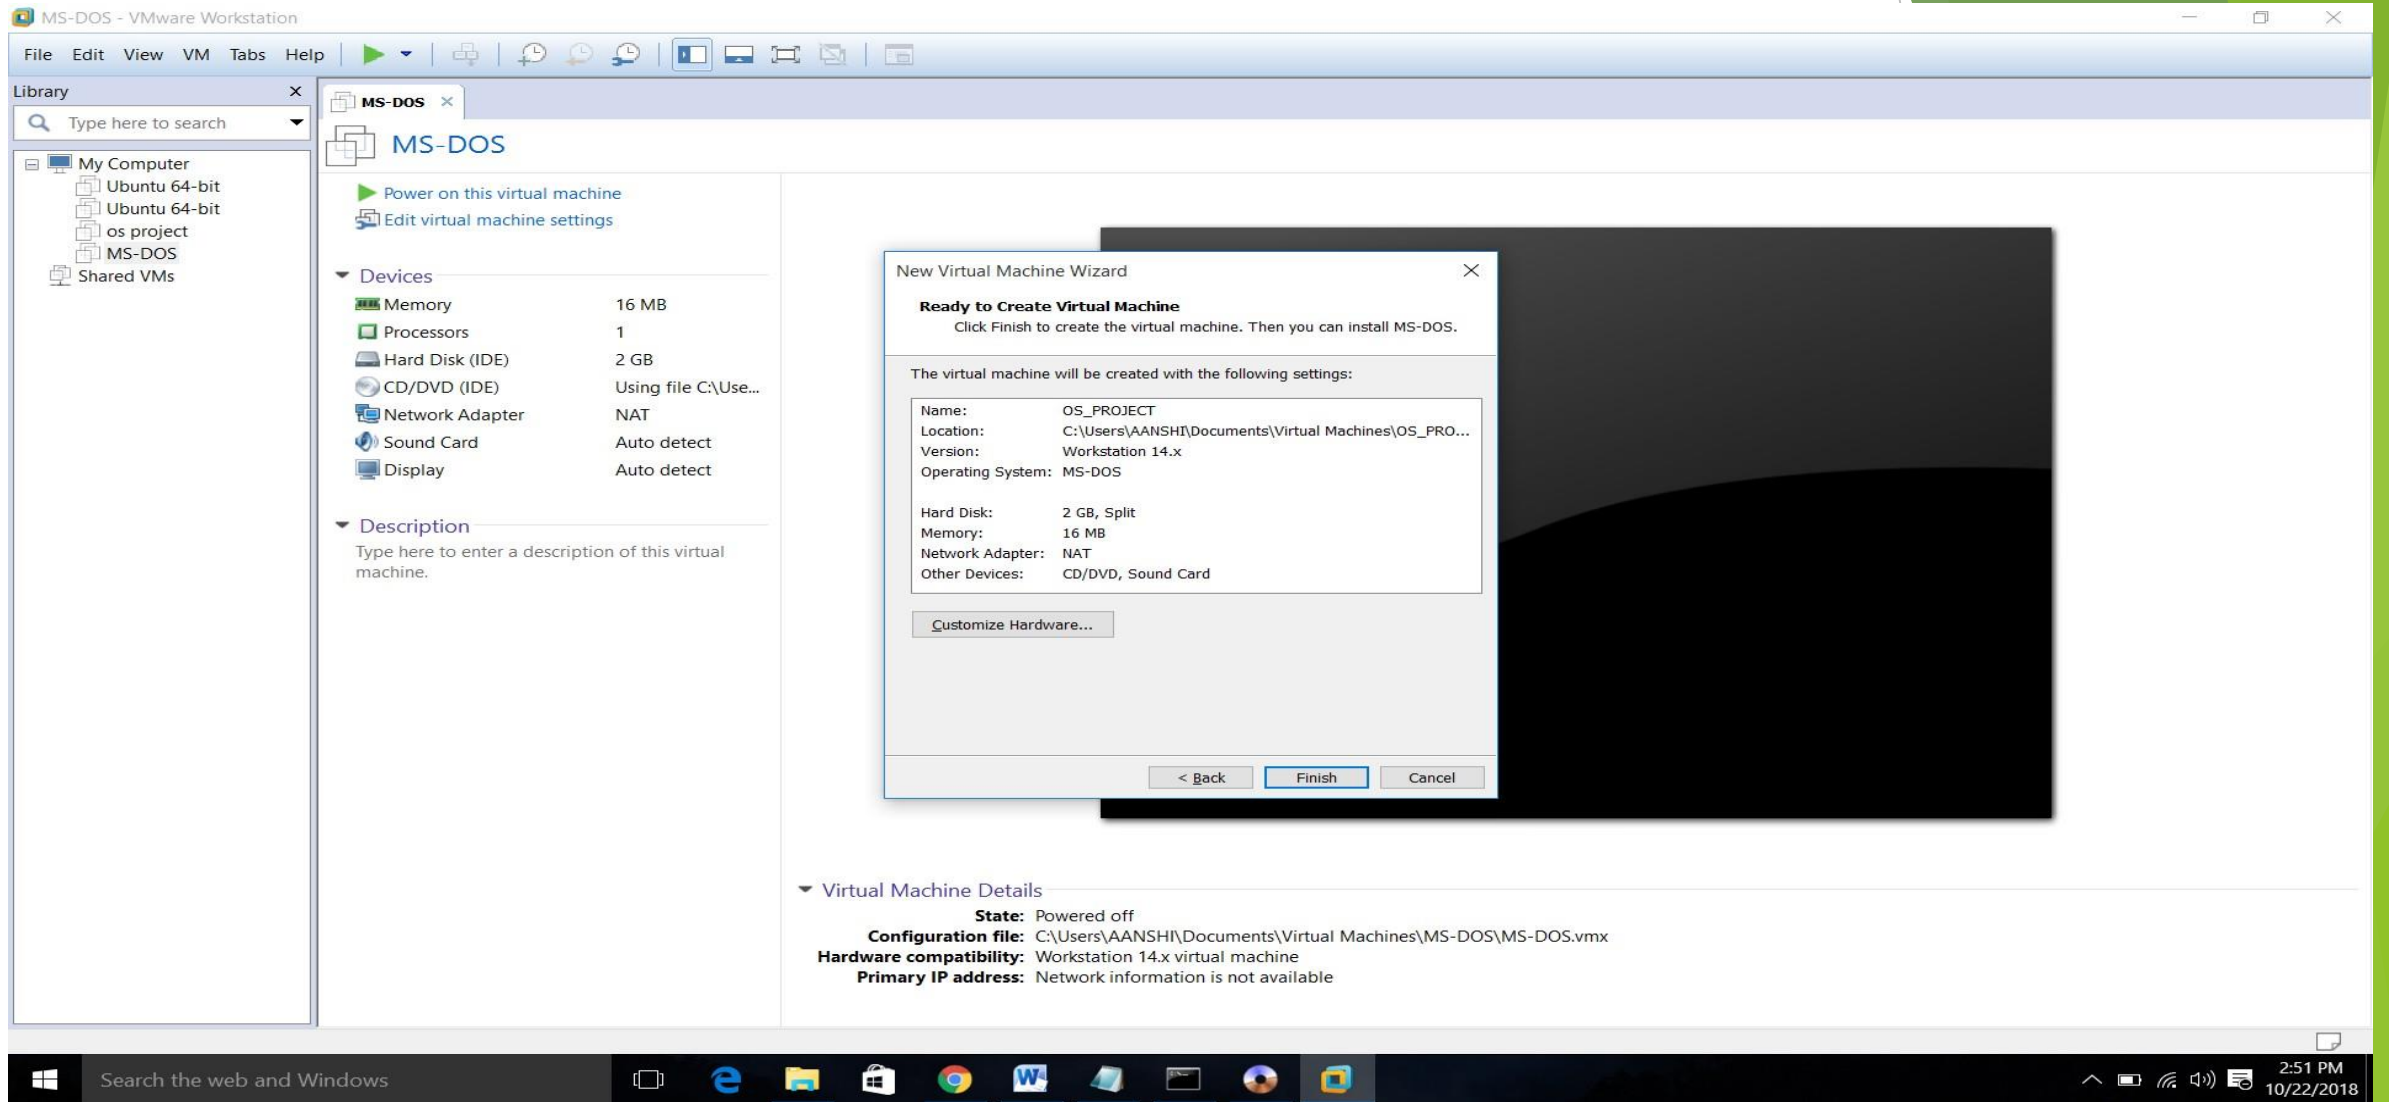 MS-DOS - VMware Workstation
File Edit View VM Tabs Help
Library
Type here to search
My Computer
Ubuntu 64-bit
Ubuntu 64-bit
os project
MS-DOS
Shared VMs
MS-DOS
MS-DOS
Power on this virtual machine
Edit virtual machine settings
Devices
Memory 16 MB
Processors 1
Hard Disk (IDE) 2 GB
CD/DVD (IDE) Using file C:\Use...
Network Adapter NAT
Sound Card Auto detect
Display Auto detect
Description
Type here to enter a description of this virtual
machine.
New Virtual Machine Wizard
Ready to Create Virtual Machine
Click Finish to create the virtual machine. Then you can install MS-DOS.
The virtual machine will be created with the following settings:
Name: OS_PROJECT
Location: C:\Users\AANSHI\Documents\Virtual Machines\OS_PRO...
Version: Workstation 14.x
Operating System: MS-DOS
Hard Disk: 2 GB, Split
Memory: 16 MB
Network Adapter: NAT
Other Devices: CD/DVD, Sound Card
Customize Hardware...
< Back Finish Cancel
Virtual Machine Details
State: Powered off
Configuration file: C:\Users\AANSHI\Documents\Virtual Machines\MS-DOS\MS-DOS.vmx
Hardware compatibility: Workstation 14.x virtual machine
Primary IP address: Network information is not available
Search the web and Windows
2:51 PM
10/22/2018